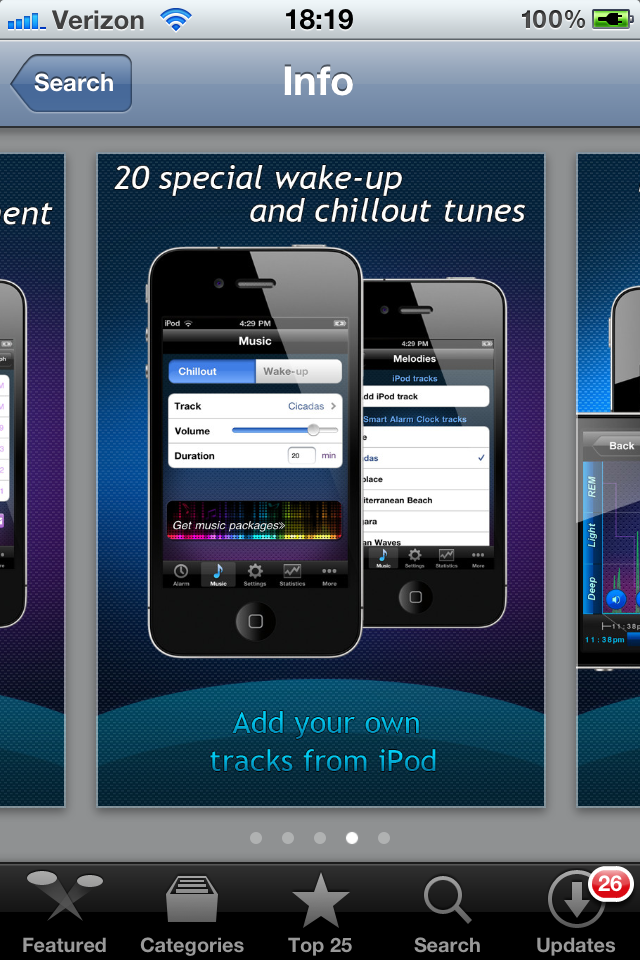 Verizon 18:19 100%
Search Info
20 special wake-up
and chillout tunes
iPod 4:29 PM
Music
Chillout Wake-up
Track Cicadas
Volume
Duration 20 min
Get music packages»
Alarm Music Settings Statistics More
4:29 PM
Melodies
iPod tracks
dd iPod track
Smart Alarm Clock tracks
e
das
place
iterranean Beach
gara
an Waves
Music Settings Statistics More
Add your own
tracks from iPod
ent
Back
REM
Light
Deep
11:38p
11:38pm
Featured Categories Top 25 Search Updates
26